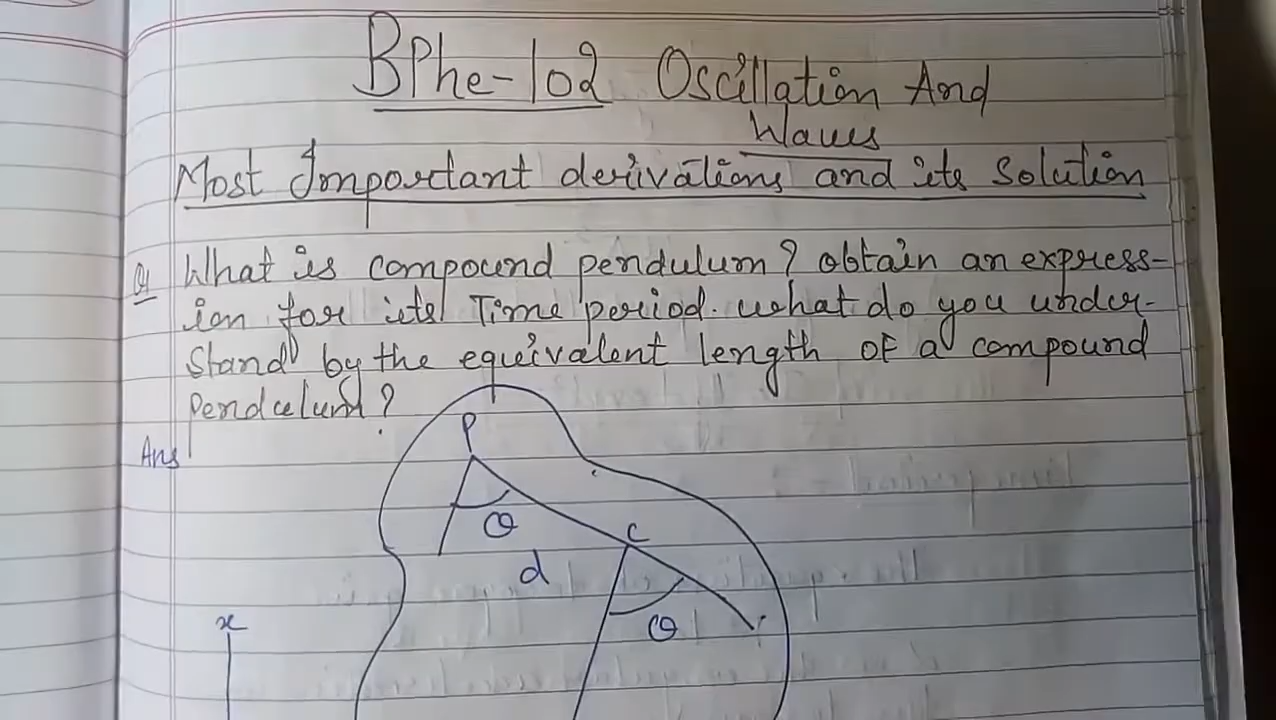 BPhe-102 Oscillation And
Waves
Most Important derivations and its Solution
Q What is compound pendulum? obtain an express-
ion for its Time period. what do you under-
stand by the equivalent length of a compound
pendulum?
Ans
P
θ
C
d
θ
x